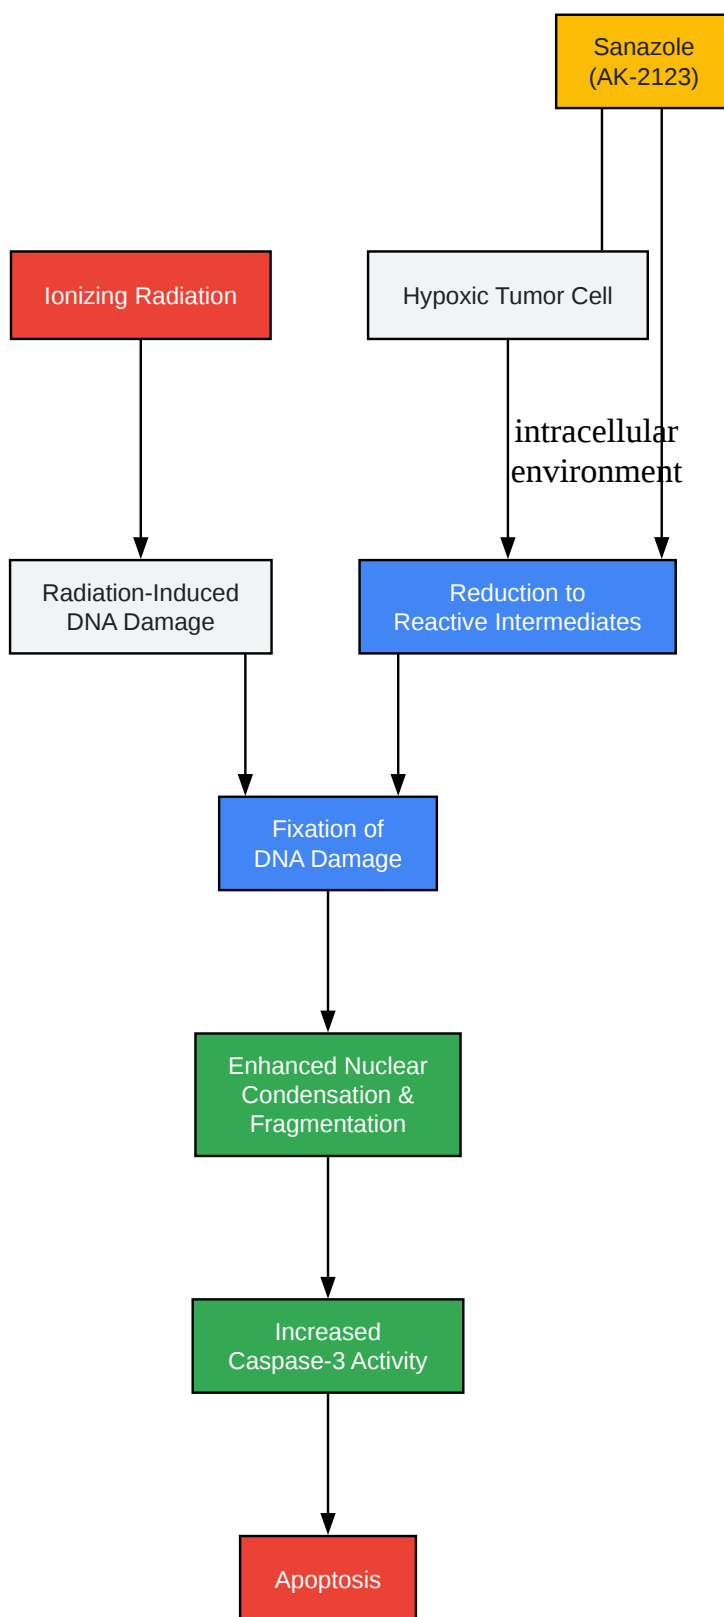 Sanazole
(AK-2123)
Ionizing Radiation
Hypoxic Tumor Cell
intracellular
environment
Radiation-Induced
DNA Damage
Reduction to
Reactive Intermediates
Fixation of
DNA Damage
Enhanced Nuclear
Condensation &
Fragmentation
Increased
Caspase-3 Activity
Apoptosis